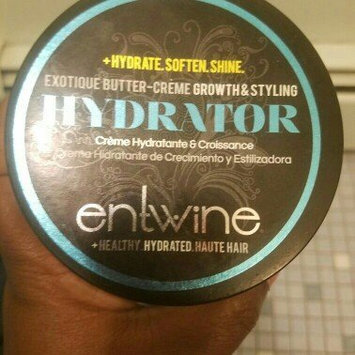 +HYDRATE.SOFTEN.SHINE.
EXOTIQUE BUTTER-CRÈME GROWTH & STYLING
HYDRATOR
Crème Hydratante & Croissance
Creme Hidratante de Crecimiento y Estilizadora
entwine
+HEALTHY.HYDRATED.HAUTE HAIR